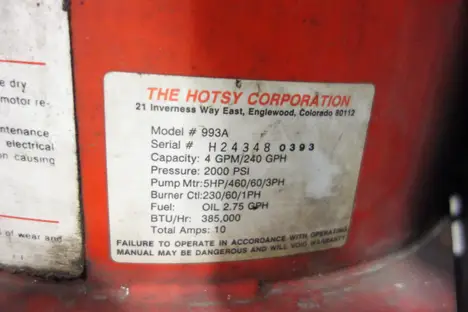 e dry
motor re-
ntenance
electrical
on causing
s of wear and
THE HOTSY CORPORATION
21 Inverness Way East, Englewood, Colorado 80112
Model # 993A
Serial # H24348 0393
Capacity: 4 GPM/240 GPH
Pressure: 2000 PSI
Pump Mtr:5HP/460/60/3PH
Burner Ctl:230/60/1PH
Fuel: OIL 2.75 GPH
BTU/Hr: 385,000
Total Amps: 10
FAILURE TO OPERATE IN ACCORDANCE WITH OPERATING
MANUAL MAY BE DANGEROUS AND WILL VOID WARRANTY